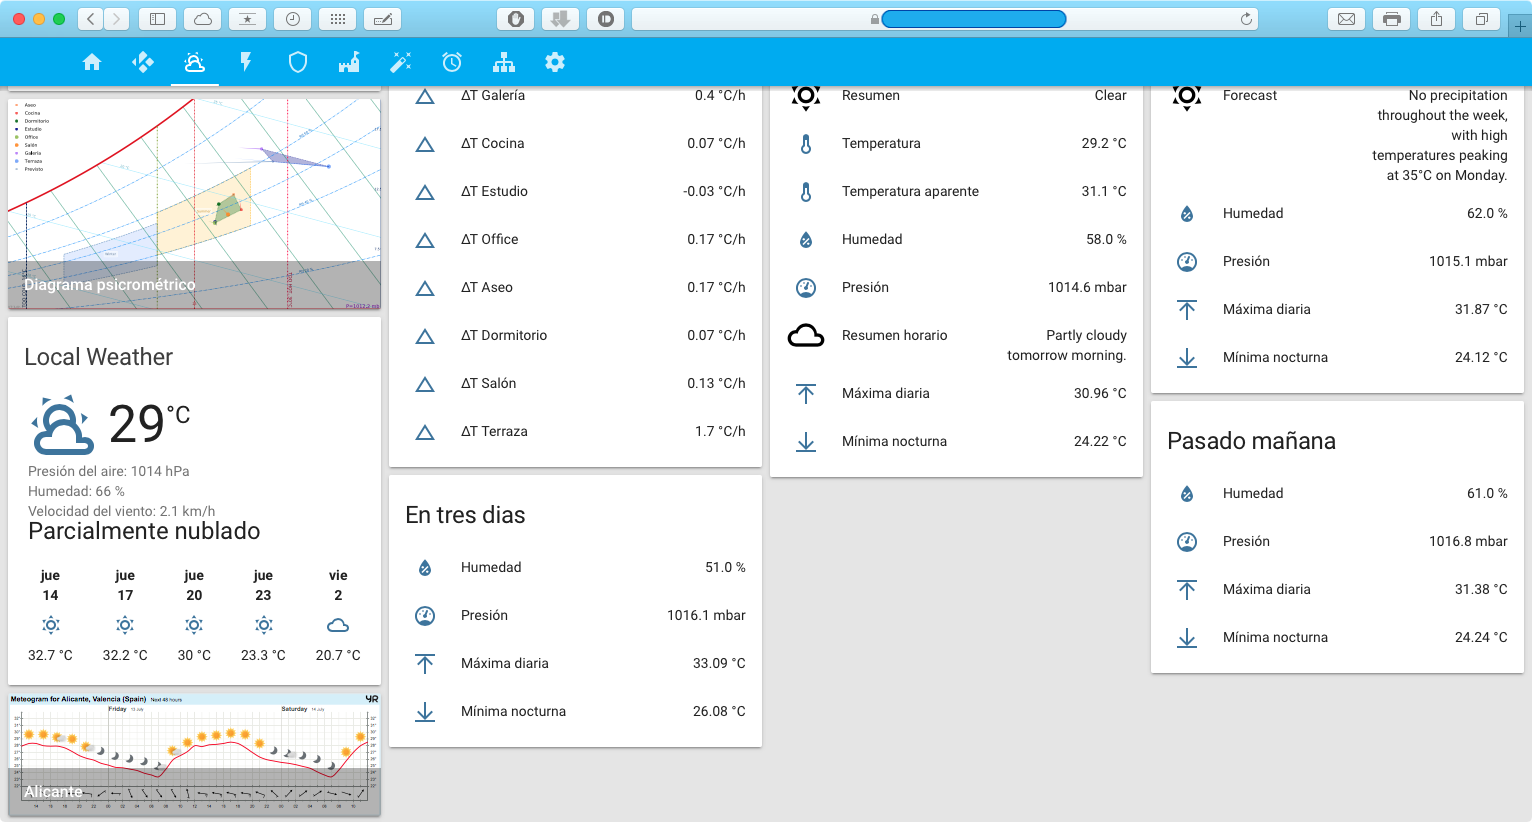 Aseo
Cocina
Dormitorio
Estudio
Office
Salón
Galería
Terraza
Previsto
Diagrama psicrométrico
Local Weather
29 °C
Presión del aire: 1014 hPa
Humedad: 66 %
Velocidad del viento: 2.1 km/h
Parcialmente nublado
jue jue jue jue vie
14 17 20 23 2
32.7 °C 32.2 °C 30 °C 23.3 °C 20.7 °C
Meteogram for Alicante, Valencia (Spain) Next 48 hours
Friday 13 July Saturday 14 July
Alicante
ΔT Galería 0.4 °C/h
ΔT Cocina 0.07 °C/h
ΔT Estudio -0.03 °C/h
ΔT Office 0.17 °C/h
ΔT Aseo 0.17 °C/h
ΔT Dormitorio 0.07 °C/h
ΔT Salón 0.13 °C/h
ΔT Terraza 1.7 °C/h
En tres dias
Humedad 51.0 %
Presión 1016.1 mbar
Máxima diaria 33.09 °C
Mínima nocturna 26.08 °C
Resumen Clear
Temperatura 29.2 °C
Temperatura aparente 31.1 °C
Humedad 58.0 %
Presión 1014.6 mbar
Resumen horario Partly cloudy
tomorrow morning.
Máxima diaria 30.96 °C
Mínima nocturna 24.22 °C
Forecast No precipitation
throughout the week,
with high
temperatures peaking
at 35°C on Monday.
Humedad 62.0 %
Presión 1015.1 mbar
Máxima diaria 31.87 °C
Mínima nocturna 24.12 °C
Pasado mañana
Humedad 61.0 %
Presión 1016.8 mbar
Máxima diaria 31.38 °C
Mínima nocturna 24.24 °C